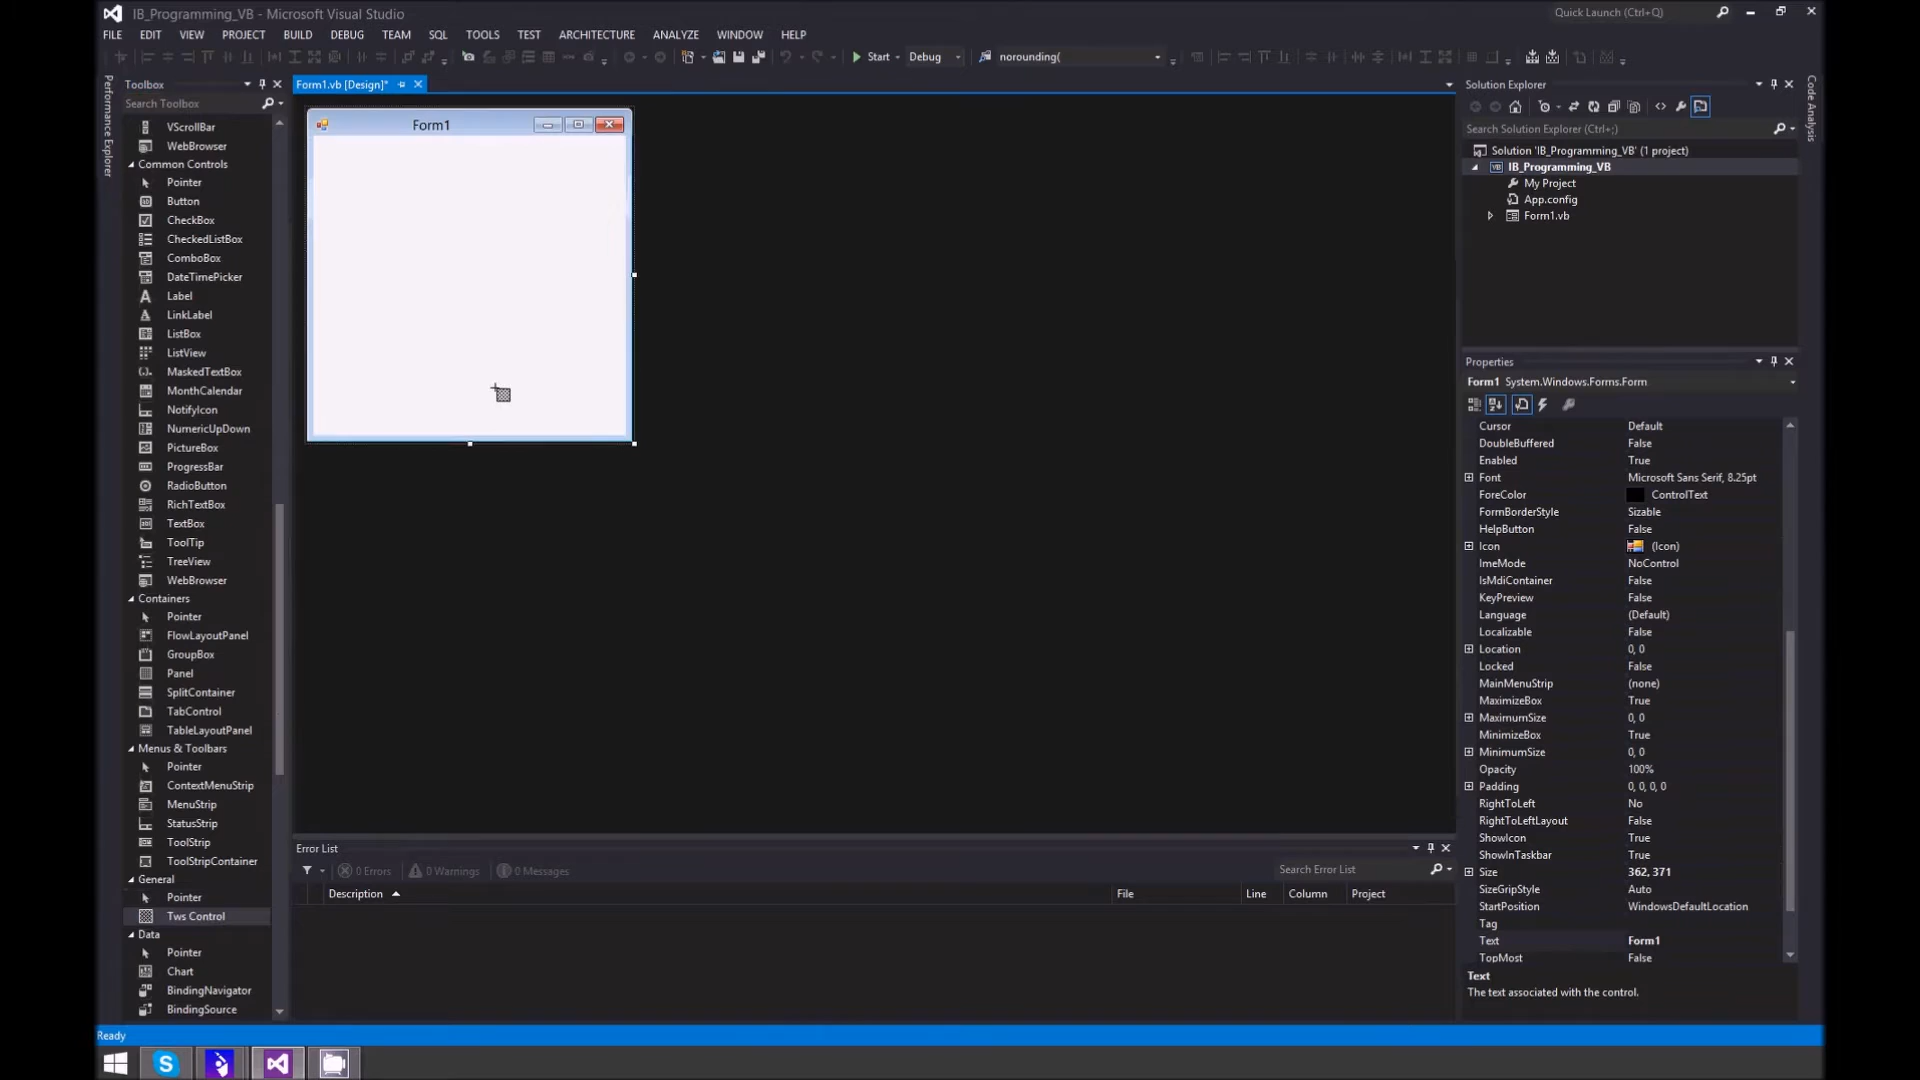 IB_Programming_VB - Microsoft Visual Studio
Quick Launch (Ctrl+Q)
FILE EDIT VIEW PROJECT BUILD DEBUG TEAM SQL TOOLS TEST ARCHITECTURE ANALYZE WINDOW HELP
Start Debug norounding(
Performance Explorer
Toolbox
Search Toolbox
VScrollBar
WebBrowser
Common Controls
Pointer
Button
CheckBox
CheckedListBox
ComboBox
DateTimePicker
Label
LinkLabel
ListBox
ListView
MaskedTextBox
MonthCalendar
NotifyIcon
NumericUpDown
PictureBox
ProgressBar
RadioButton
RichTextBox
TextBox
ToolTip
TreeView
WebBrowser
Containers
Pointer
FlowLayoutPanel
GroupBox
Panel
SplitContainer
TabControl
TableLayoutPanel
Menus & Toolbars
Pointer
ContextMenuStrip
MenuStrip
StatusStrip
ToolStrip
ToolStripContainer
General
Pointer
Tws Control
Data
Pointer
Chart
BindingNavigator
BindingSource
Form1.vb [Design]*
Form1
Error List
0 Errors 0 Warnings 0 Messages
Search Error List
Description File Line Column Project
Solution Explorer
Search Solution Explorer (Ctrl+;)
Solution 'IB_Programming_VB' (1 project)
IB_Programming_VB
My Project
App.config
Form1.vb
Code Analysis
Properties
Form1 System.Windows.Forms.Form
Cursor Default
DoubleBuffered False
Enabled True
Font Microsoft Sans Serif, 8.25pt
ForeColor ControlText
FormBorderStyle Sizable
HelpButton False
Icon (Icon)
ImeMode NoControl
IsMdiContainer False
KeyPreview False
Language (Default)
Localizable False
Location 0, 0
Locked False
MainMenuStrip (none)
MaximizeBox True
MaximumSize 0, 0
MinimizeBox True
MinimumSize 0, 0
Opacity 100%
Padding 0, 0, 0, 0
RightToLeft No
RightToLeftLayout False
ShowIcon True
ShowInTaskbar True
Size 362, 371
SizeGripStyle Auto
StartPosition WindowsDefaultLocation
Tag
Text Form1
TopMost False
Text
The text associated with the control.
Ready